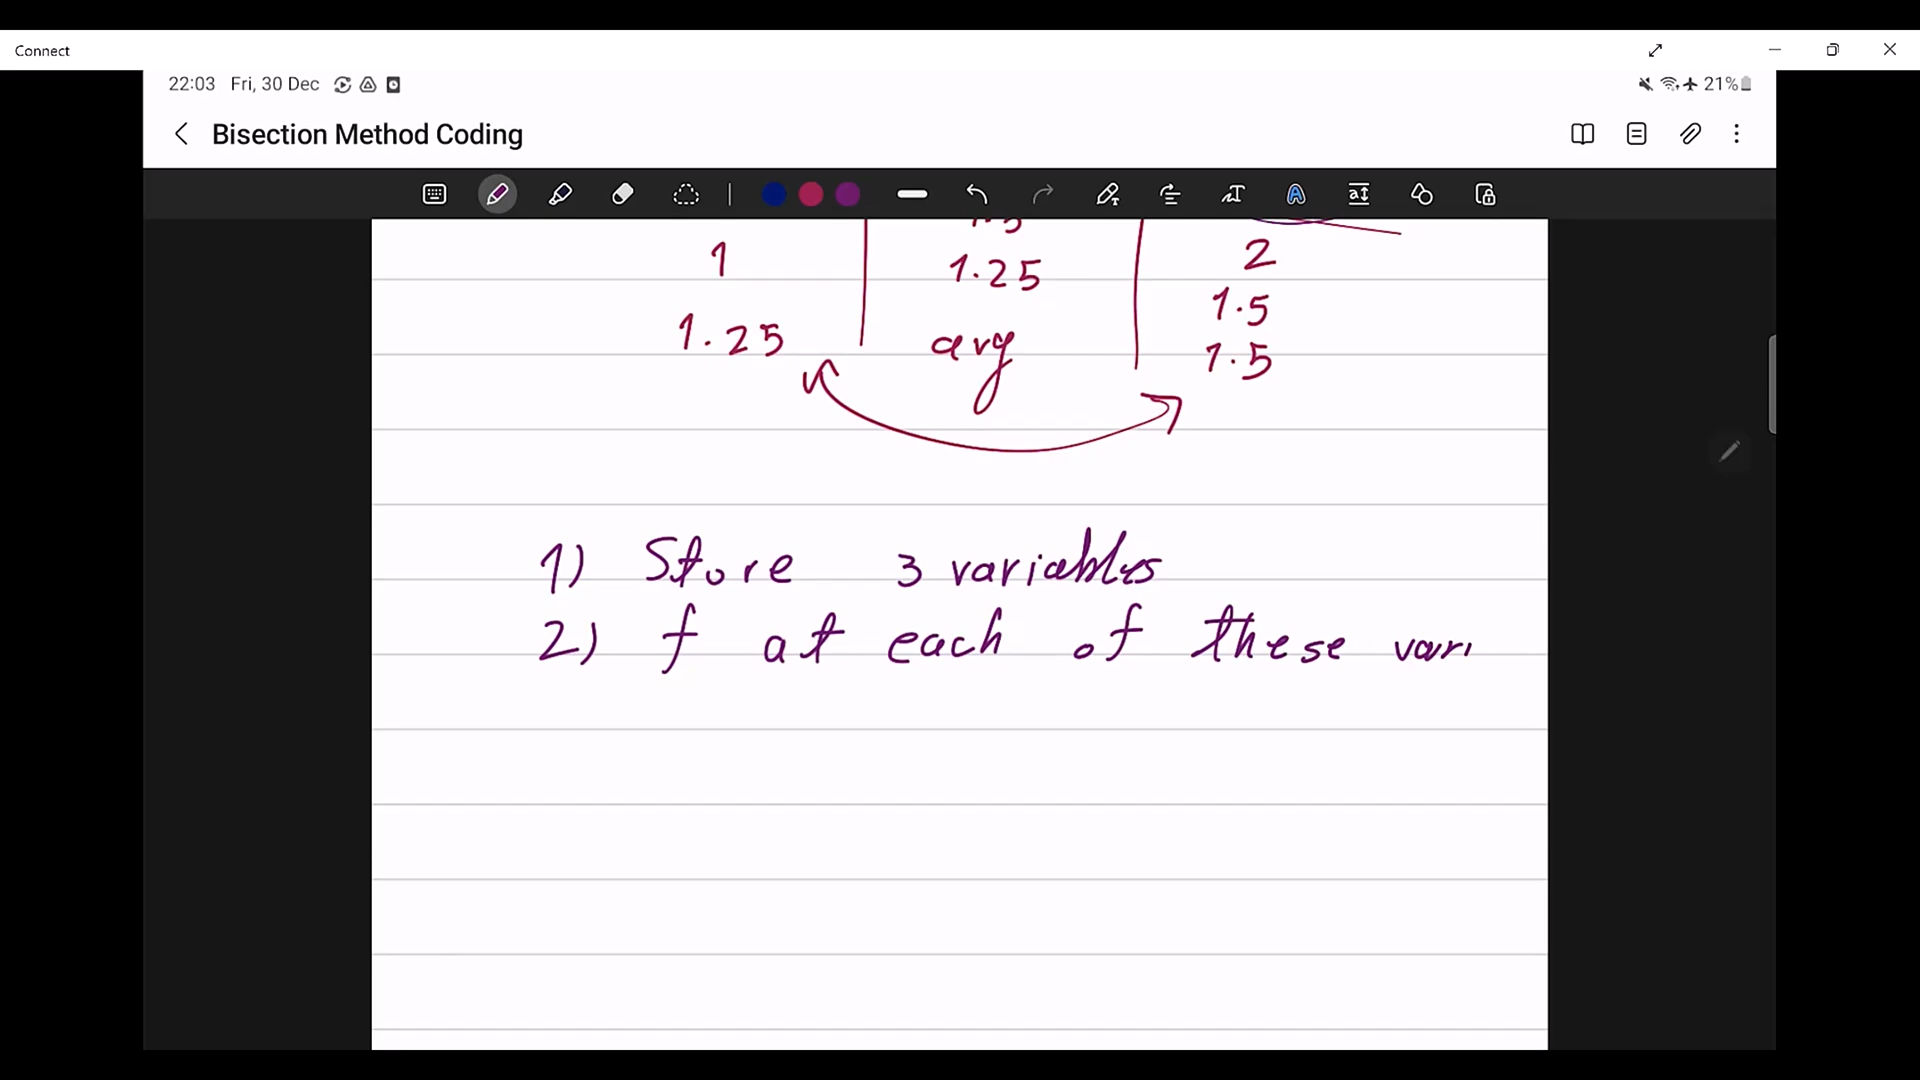 Connect
22:03 Fri, 30 Dec
21%
Bisection Method Coding
1 1.25 2
1.5
1.25 avg 1.5
1) Store 3 variables
2) f at each of these vari